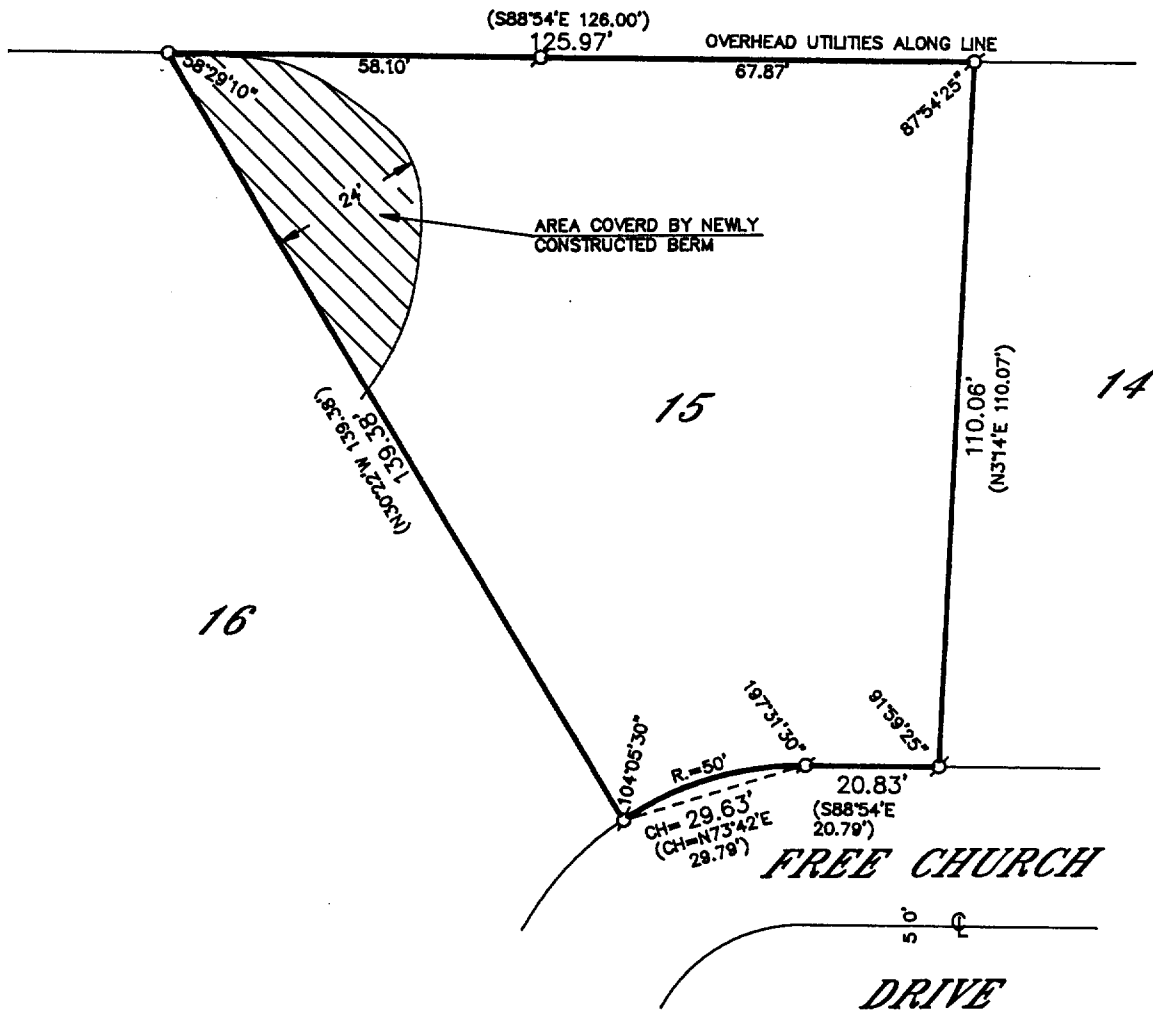 (S88°54'E 126.00')
125.97'
OVERHEAD UTILITIES ALONG LINE
58.10'
67.87'
58°29'10"
87°54'25"
24'
AREA COVERD BY NEWLY
CONSTRUCTED BERM
15
14
110.06'
(N3°14'E 110.07')
139.38'
(N30°22'W 139.38')
16
104°05'30"
197°31'30"
91°59'25"
R.=50'
CH= 29.63'
(CH=N73°42'E
29.79')
20.83'
(S88°54'E
20.79')
FREE CHURCH
50'
℄
DRIVE